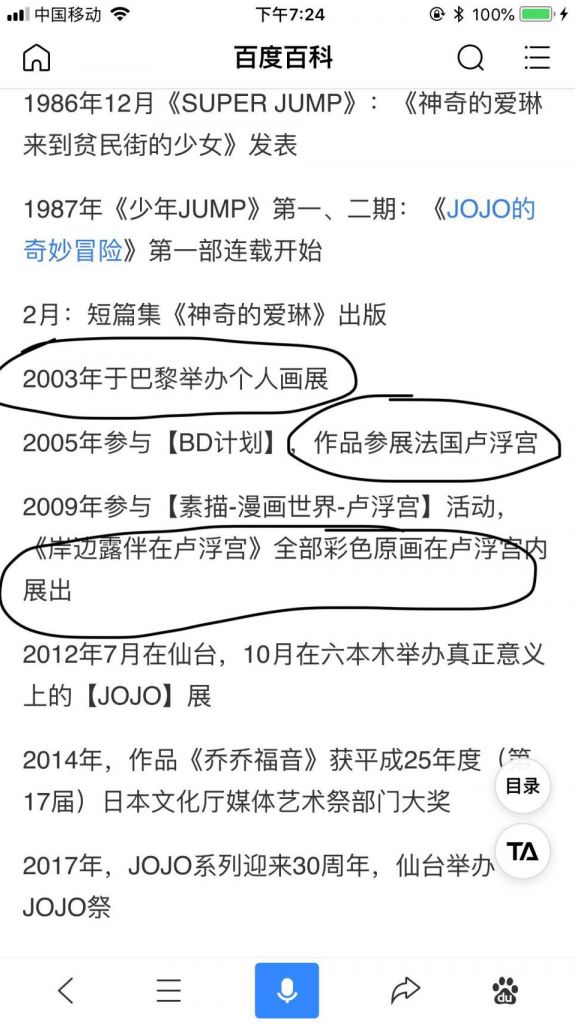 中国移动 下午7:24 100%
百度百科
1986年12月《SUPER JUMP》：《神奇的爱琳
来到贫民街的少女》发表
1987年《少年JUMP》第一、二期：《JOJO的
奇妙冒险》第一部连载开始
2月：短篇集《神奇的爱琳》出版
2003年于巴黎举办个人画展
2005年参与【BD计划】，作品参展法国卢浮宫
2009年参与【素描-漫画世界-卢浮宫】活动，
《岸边露伴在卢浮宫》全部彩色原画在卢浮宫内
展出
2012年7月在仙台，10月在六本木举办真正意义
上的【JOJO】展
2014年，作品《乔乔福音》获平成25年度（第
17届）日本文化厅媒体艺术祭部门大奖
目录
2017年，JOJO系列迎来30周年，仙台举办
JOJO祭
TA
du